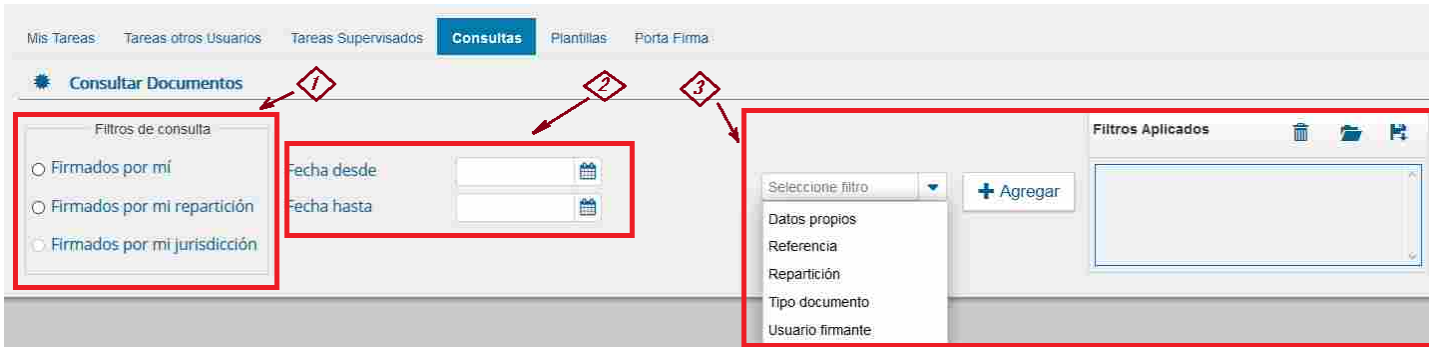 Mis Tareas Tareas otros Usuarios Tareas Supervisados Consultas Plantillas Porta Firma
Consultar Documentos
1
2
3
Filtros de consulta
Firmados por mí
Firmados por mi repartición
Firmados por mi jurisdicción
Fecha desde
Fecha hasta
Seleccione filtro
Agregar
Datos propios
Referencia
Repartición
Tipo documento
Usuario firmante
Filtros Aplicados